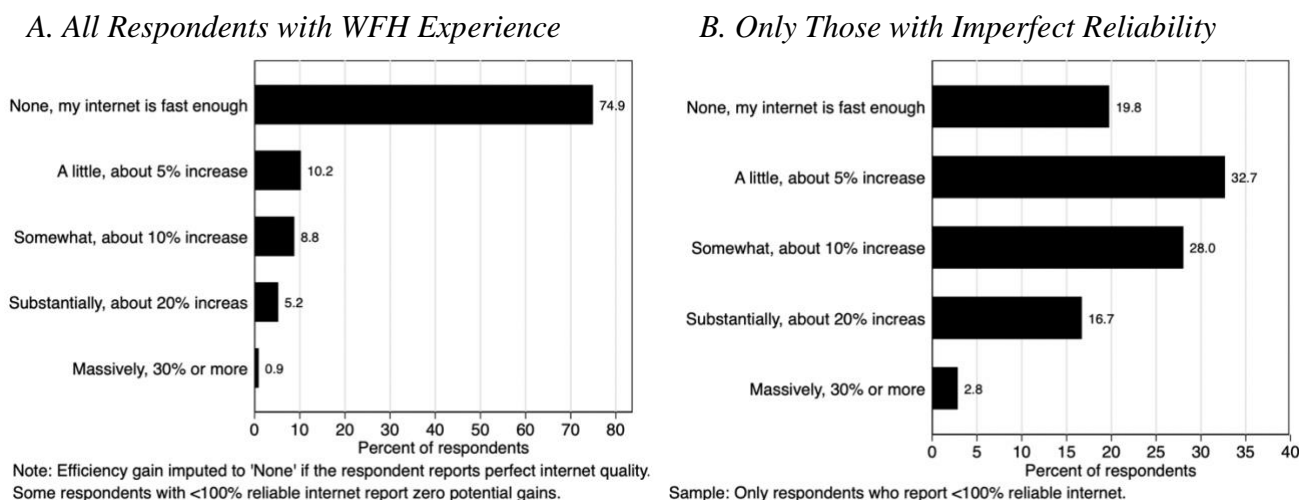 A. All Respondents with WFH Experience
None, my internet is fast enough
74.9
A little, about 5% increase
10.2
Somewhat, about 10% increase
8.8
Substantially, about 20% increas
5.2
Massively, 30% or more
0.9
0 10 20 30 40 50 60 70 80
Percent of respondents
Note: Efficiency gain imputed to 'None' if the respondent reports perfect internet quality.
Some respondents with <100% reliable internet report zero potential gains.
B. Only Those with Imperfect Reliability
None, my internet is fast enough
19.8
A little, about 5% increase
32.7
Somewhat, about 10% increase
28.0
Substantially, about 20% increas
16.7
Massively, 30% or more
2.8
0 5 10 15 20 25 30 35 40
Percent of respondents
Sample: Only respondents who report <100% reliable internet.